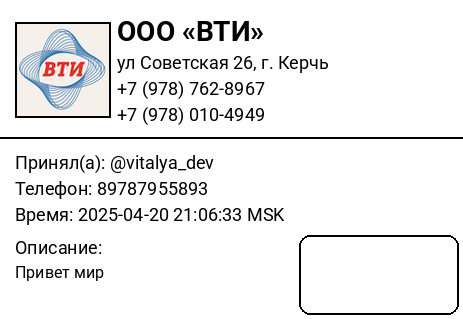 ВТИ
ООО «ВТИ»
ул Советская 26, г. Керчь
+7 (978) 762-8967
+7 (978) 010-4949
Принял(а): @vitalya_dev
Телефон: 89787955893
Время: 2025-04-20 21:06:33 MSK
Описание:
Привет мир